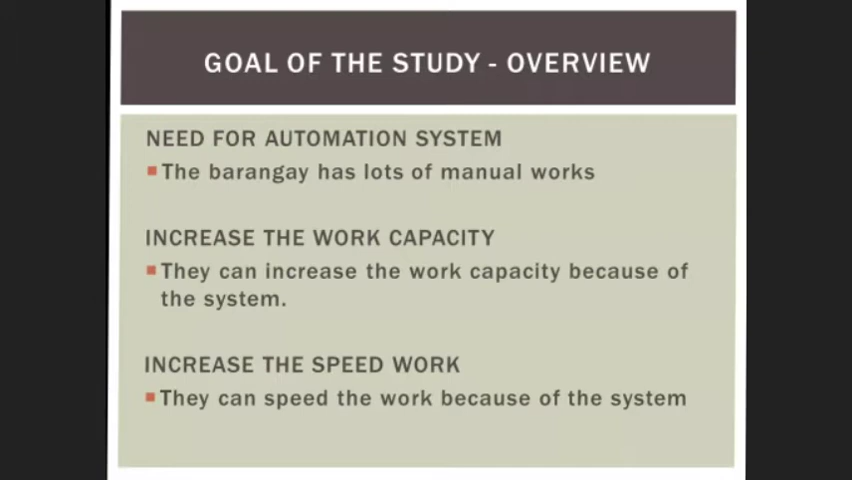 GOAL OF THE STUDY - OVERVIEW
NEED FOR AUTOMATION SYSTEM
The barangay has lots of manual works
INCREASE THE WORK CAPACITY
They can increase the work capacity because of
the system.
INCREASE THE SPEED WORK
They can speed the work because of the system